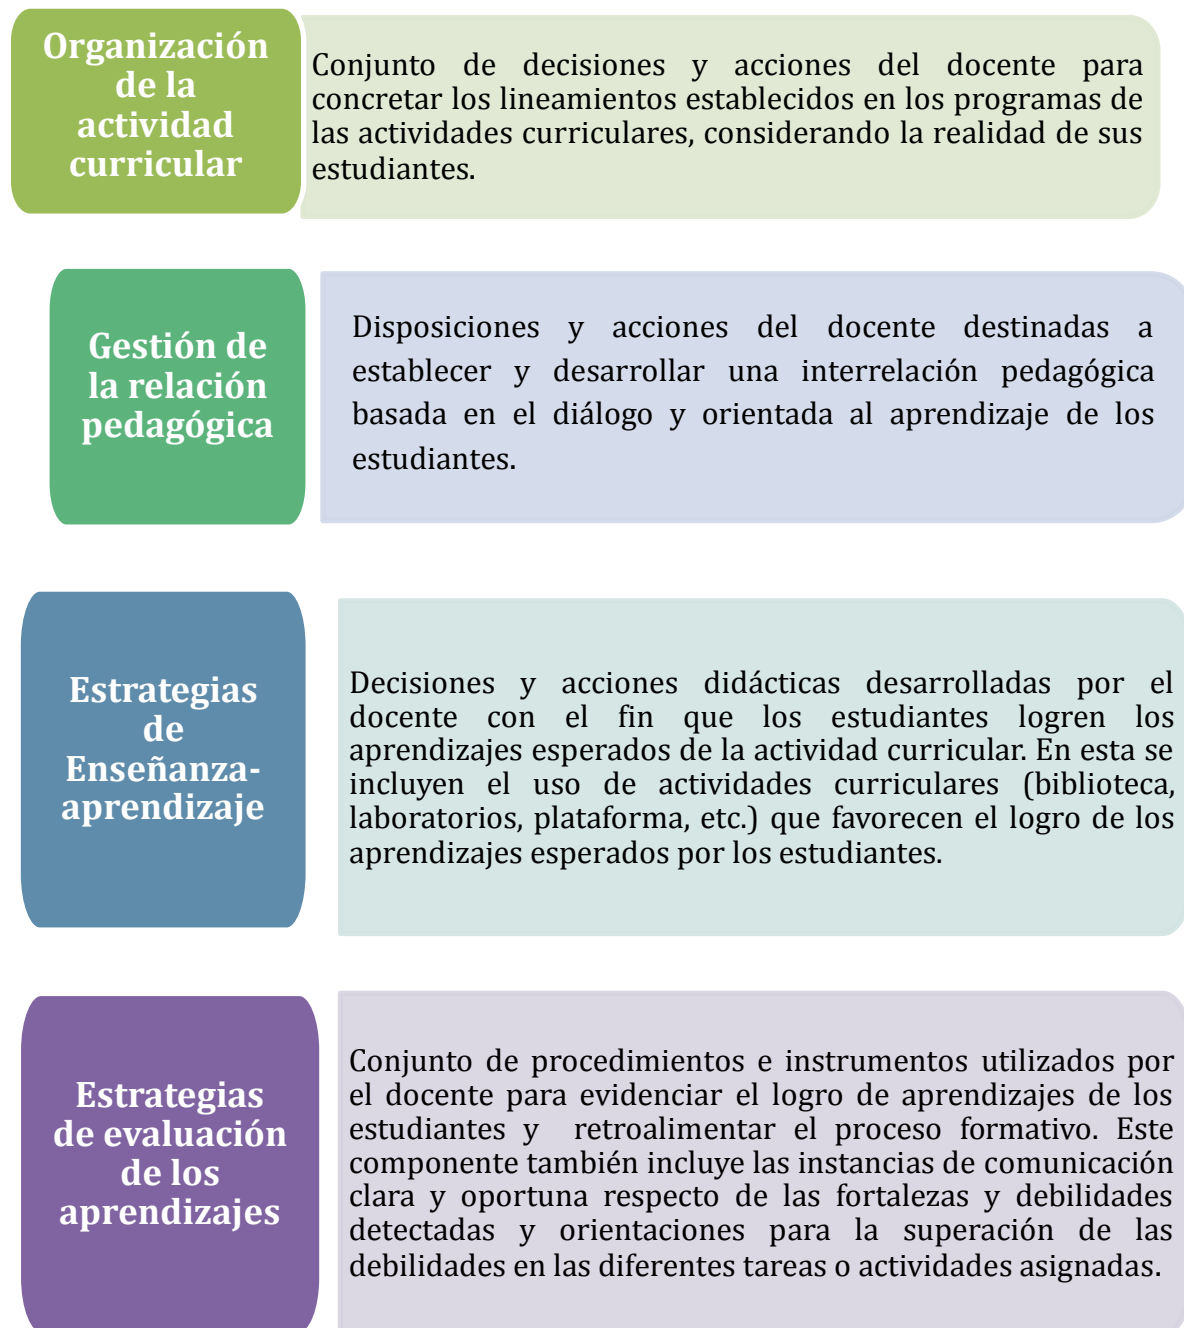 Organización
de la
actividad
curricular
Conjunto de decisiones y acciones del docente para
concretar los lineamientos establecidos en los programas de
las actividades curriculares, considerando la realidad de sus
estudiantes.
Gestión de
la relación
pedagógica
Disposiciones y acciones del docente destinadas a
establecer y desarrollar una interrelación pedagógica
basada en el diálogo y orientada al aprendizaje de los
estudiantes.
Estrategias
de
Enseñanza-
aprendizaje
Decisiones y acciones didácticas desarrolladas por el
docente con el fin que los estudiantes logren los
aprendizajes esperados de la actividad curricular. En esta se
incluyen el uso de actividades curriculares (biblioteca,
laboratorios, plataforma, etc.) que favorecen el logro de los
aprendizajes esperados por los estudiantes.
Estrategias
de evaluación
de los
aprendizajes
Conjunto de procedimientos e instrumentos utilizados por
el docente para evidenciar el logro de aprendizajes de los
estudiantes y retroalimentar el proceso formativo. Este
componente también incluye las instancias de comunicación
clara y oportuna respecto de las fortalezas y debilidades
detectadas y orientaciones para la superación de las
debilidades en las diferentes tareas o actividades asignadas.